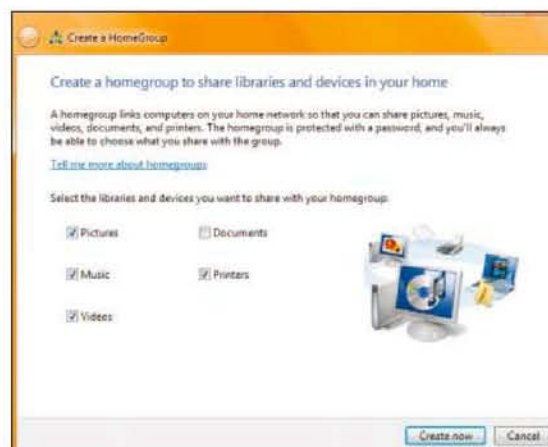 Create a HomeGroup
Create a homegroup to share libraries and devices in your home
A homegroup links computers on your home network so that you can share pictures, music,
videos, documents, and printers. The homegroup is protected with a password, and you'll always
be able to choose what you share with the group.
Tell me more about homegroups
Select the libraries and devices you want to share with your homegroup:
Pictures Documents
Music Printers
Videos
Create now Cancel